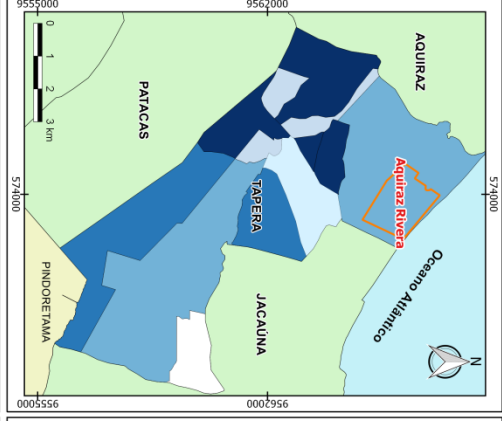 9555000
9562000
0
1
2
3 km
AQUIRAZ
PATACAS
Aquiraz Rivera
574000
574000
TAPERA
Oceano Atlântico
PINDORETAMA
JACAÚNA
N
9555000
9562000